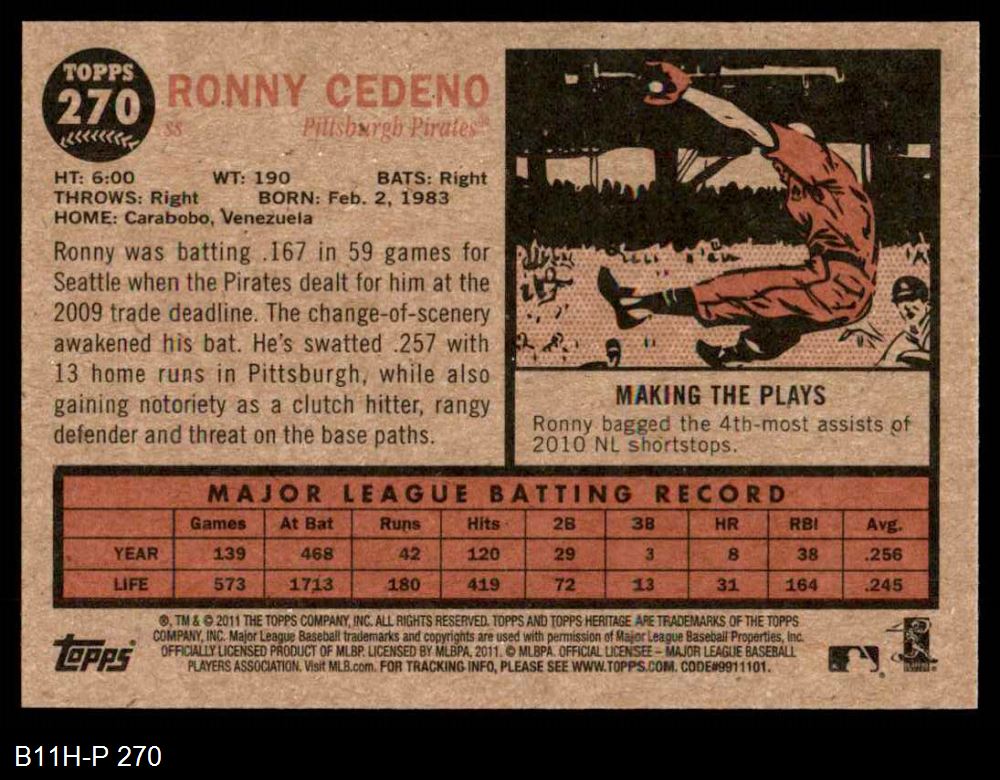 TOPPS
270
RONNY CEDENO
SS Pittsburgh Pirates®
HT: 6:00 WT: 190 BATS: Right
THROWS: Right BORN: Feb. 2, 1983
HOME: Carabobo, Venezuela
Ronny was batting .167 in 59 games for
Seattle when the Pirates dealt for him at the
2009 trade deadline. The change-of-scenery
awakened his bat. He's swatted .257 with
13 home runs in Pittsburgh, while also
gaining notoriety as a clutch hitter, rangy
defender and threat on the base paths.
MAKING THE PLAYS
Ronny bagged the 4th-most assists of
2010 NL shortstops.
MAJOR LEAGUE BATTING RECORD
Games At Bat Runs Hits 2B 3B HR RBI Avg.
YEAR 139 468 42 120 29 3 8 38 .256
LIFE 573 1713 180 419 72 13 31 164 .245
®, TM & © 2011 THE TOPPS COMPANY, INC. ALL RIGHTS RESERVED. TOPPS AND TOPPS HERITAGE ARE TRADEMARKS OF THE TOPPS
COMPANY, INC. Major League Baseball trademarks and copyrights are used with permission of Major League Baseball Properties, Inc.
OFFICIALLY LICENSED PRODUCT OF MLBP. LICENSED BY MLBPA, 2011. © MLBPA. OFFICIAL LICENSEE – MAJOR LEAGUE BASEBALL
PLAYERS ASSOCIATION. Visit MLB.com. FOR TRACKING INFO, PLEASE SEE WWW.TOPPS.COM. CODE#9911101.
Topps
B11H-P 270